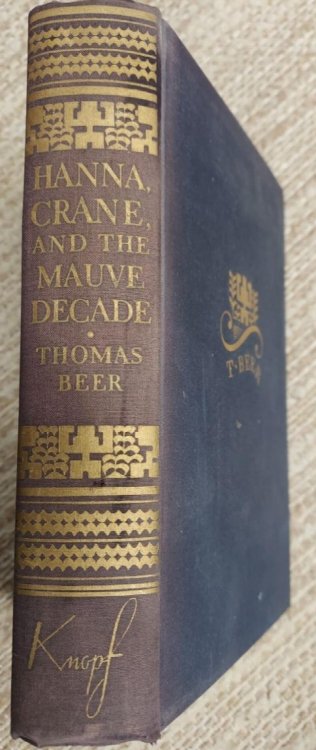 HANNA,
CRANE,
AND THE
MAUVE
DECADE
·
THOMAS
BEER
Knopf
T·BEER